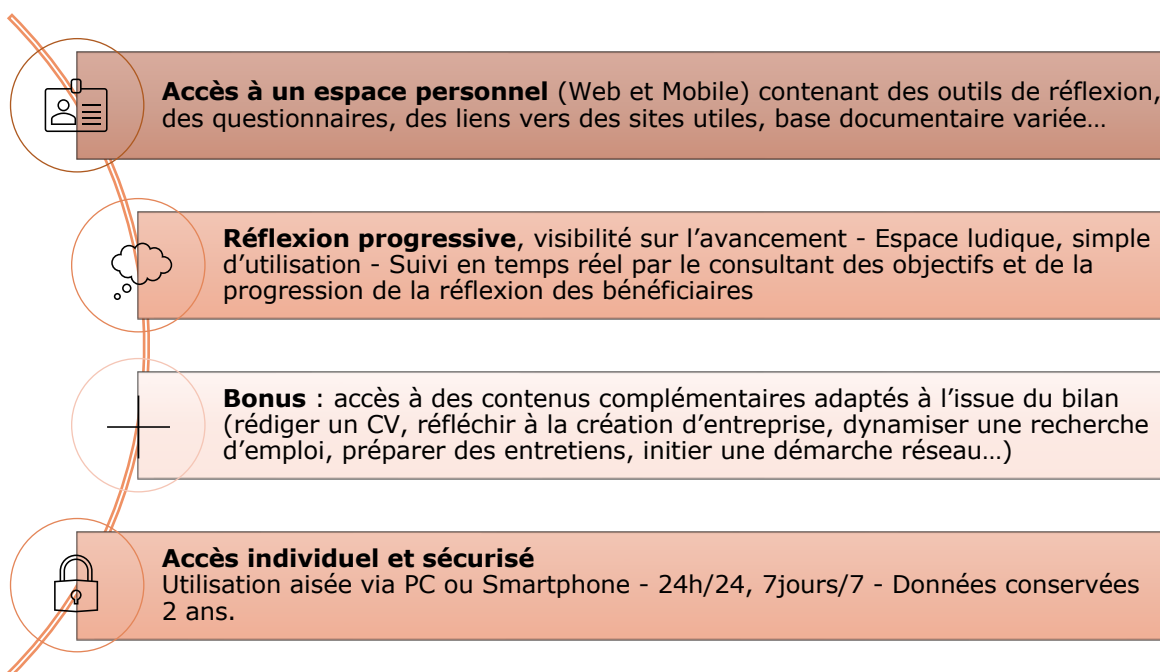 Accès à un espace personnel (Web et Mobile) contenant des outils de réflexion,
des questionnaires, des liens vers des sites utiles, base documentaire variée…
Réflexion progressive, visibilité sur l’avancement - Espace ludique, simple
d’utilisation - Suivi en temps réel par le consultant des objectifs et de la
progression de la réflexion des bénéficiaires
Bonus : accès à des contenus complémentaires adaptés à l’issue du bilan
(rédiger un CV, réfléchir à la création d’entreprise, dynamiser une recherche
d’emploi, préparer des entretiens, initier une démarche réseau…)
Accès individuel et sécurisé
Utilisation aisée via PC ou Smartphone - 24h/24, 7jours/7 - Données conservées
2 ans.